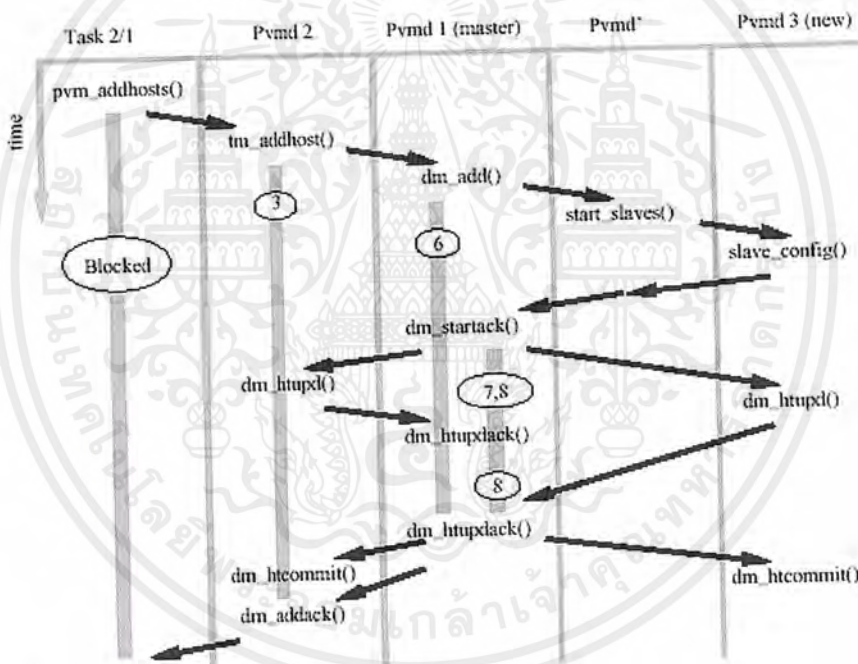 Task 2/1
Pvmd 2
Pvmd 1 (master)
Pvmd'
Pvmd 3 (new)
time
pvm_addhosts()
tm_addhost()
dm_add()
3
start_slaves()
6
slave_config()
Blocked
dm_startack()
dm_htupd()
7,8
dm_htupd()
dm_htupdack()
8
dm_htupdack()
dm_htcommit()
dm_htcommit()
dm_addack()